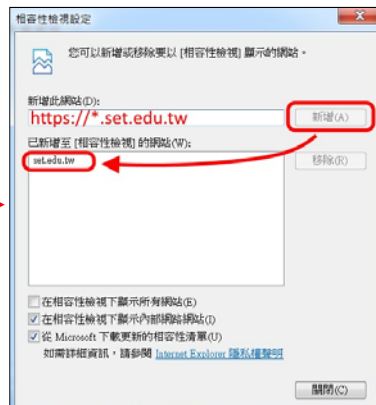 相容性檢視設定
您可以新增或移除要以 [相容性檢視] 顯示的網站。
新增此網站(D):
https://*.set.edu.tw
新增(A)
已新增至 [相容性檢視] 的網站(W):
set.edu.tw
移除(R)
在相容性檢視下顯示所有網站(E)
在相容性檢視下顯示內部網路網站(I)
從 Microsoft 下載更新的相容性清單(U)
如需詳細資訊，請參閱 Internet Explorer 隱私權聲明
關閉(C)